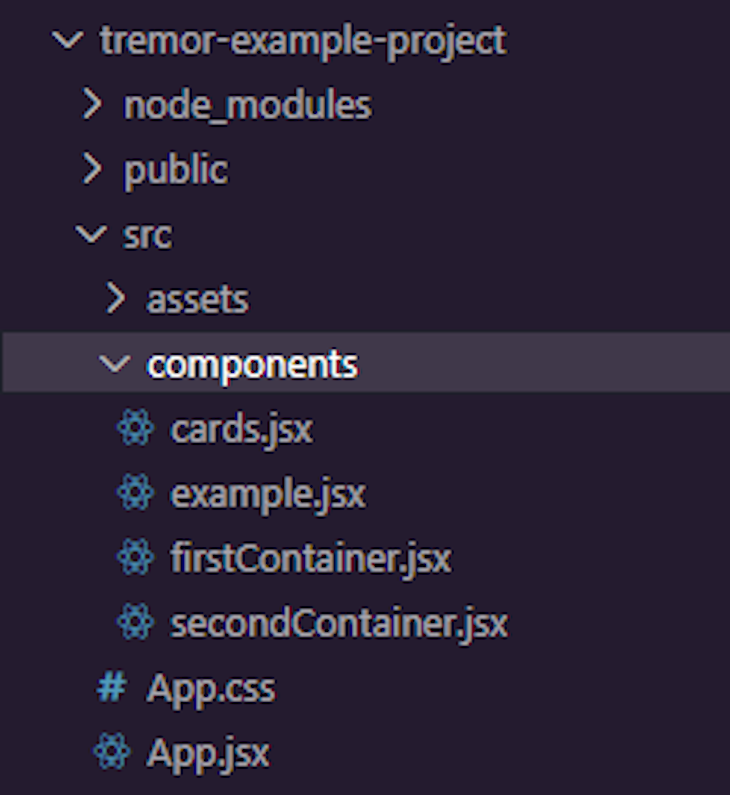 tremor-example-project
node_modules
public
src
assets
components
cards.jsx
example.jsx
firstContainer.jsx
secondContainer.jsx
# App.css
App.jsx